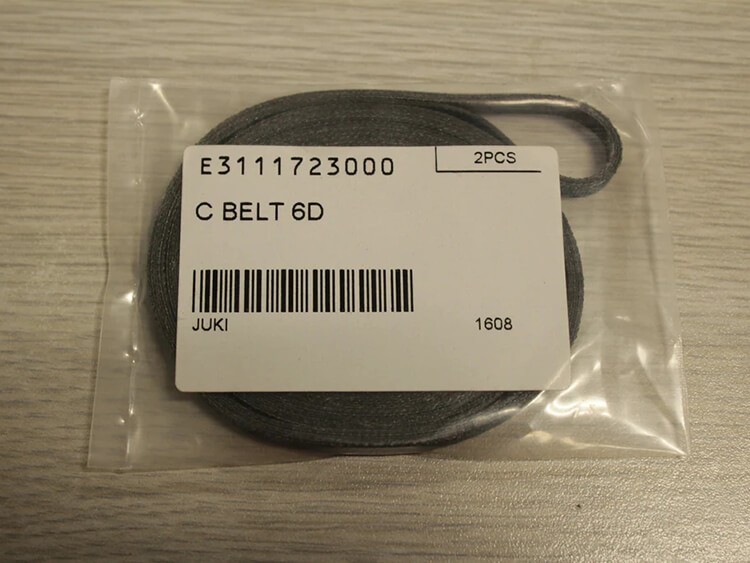 E3111723000
2PCS
C BELT 6D
JUKI
1608